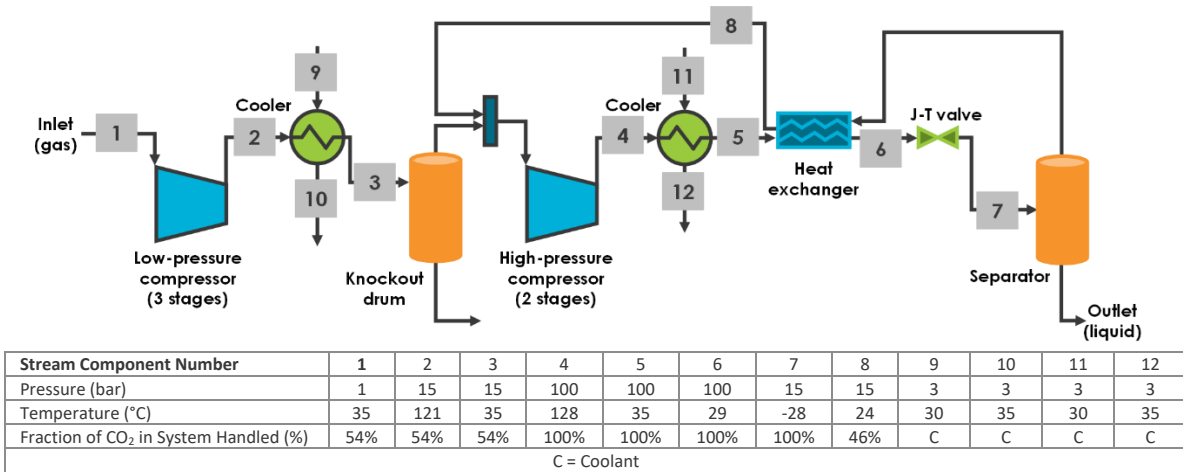 8
9
11
Cooler
Cooler
J-T valve
Inlet
(gas)
1
2
4
5
6
10
3
12
Heat
exchanger
7
Low-pressure
compressor
(3 stages)
Knockout
drum
High-pressure
compressor
(2 stages)
Separator
Outlet
(liquid)
Stream Component Number 1 2 3 4 5 6 7 8 9 10 11 12
Pressure (bar) 1 15 15 100 100 100 15 15 3 3 3 3
Temperature (°C) 35 121 35 128 35 29 -28 24 30 35 30 35
Fraction of CO₂ in System Handled (%) 54% 54% 54% 100% 100% 100% 100% 46% C C C C
C = Coolant